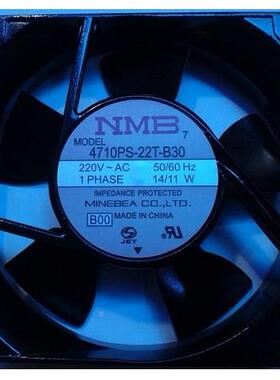 NMB 7
MODEL
4710PS-22T-B30
220V ~ AC 50/60 Hz
1 PHASE 14/11 W
IMPEDANCE PROTECTED
MINEBEA CO.,LTD.
B00 MADE IN CHINA
JET